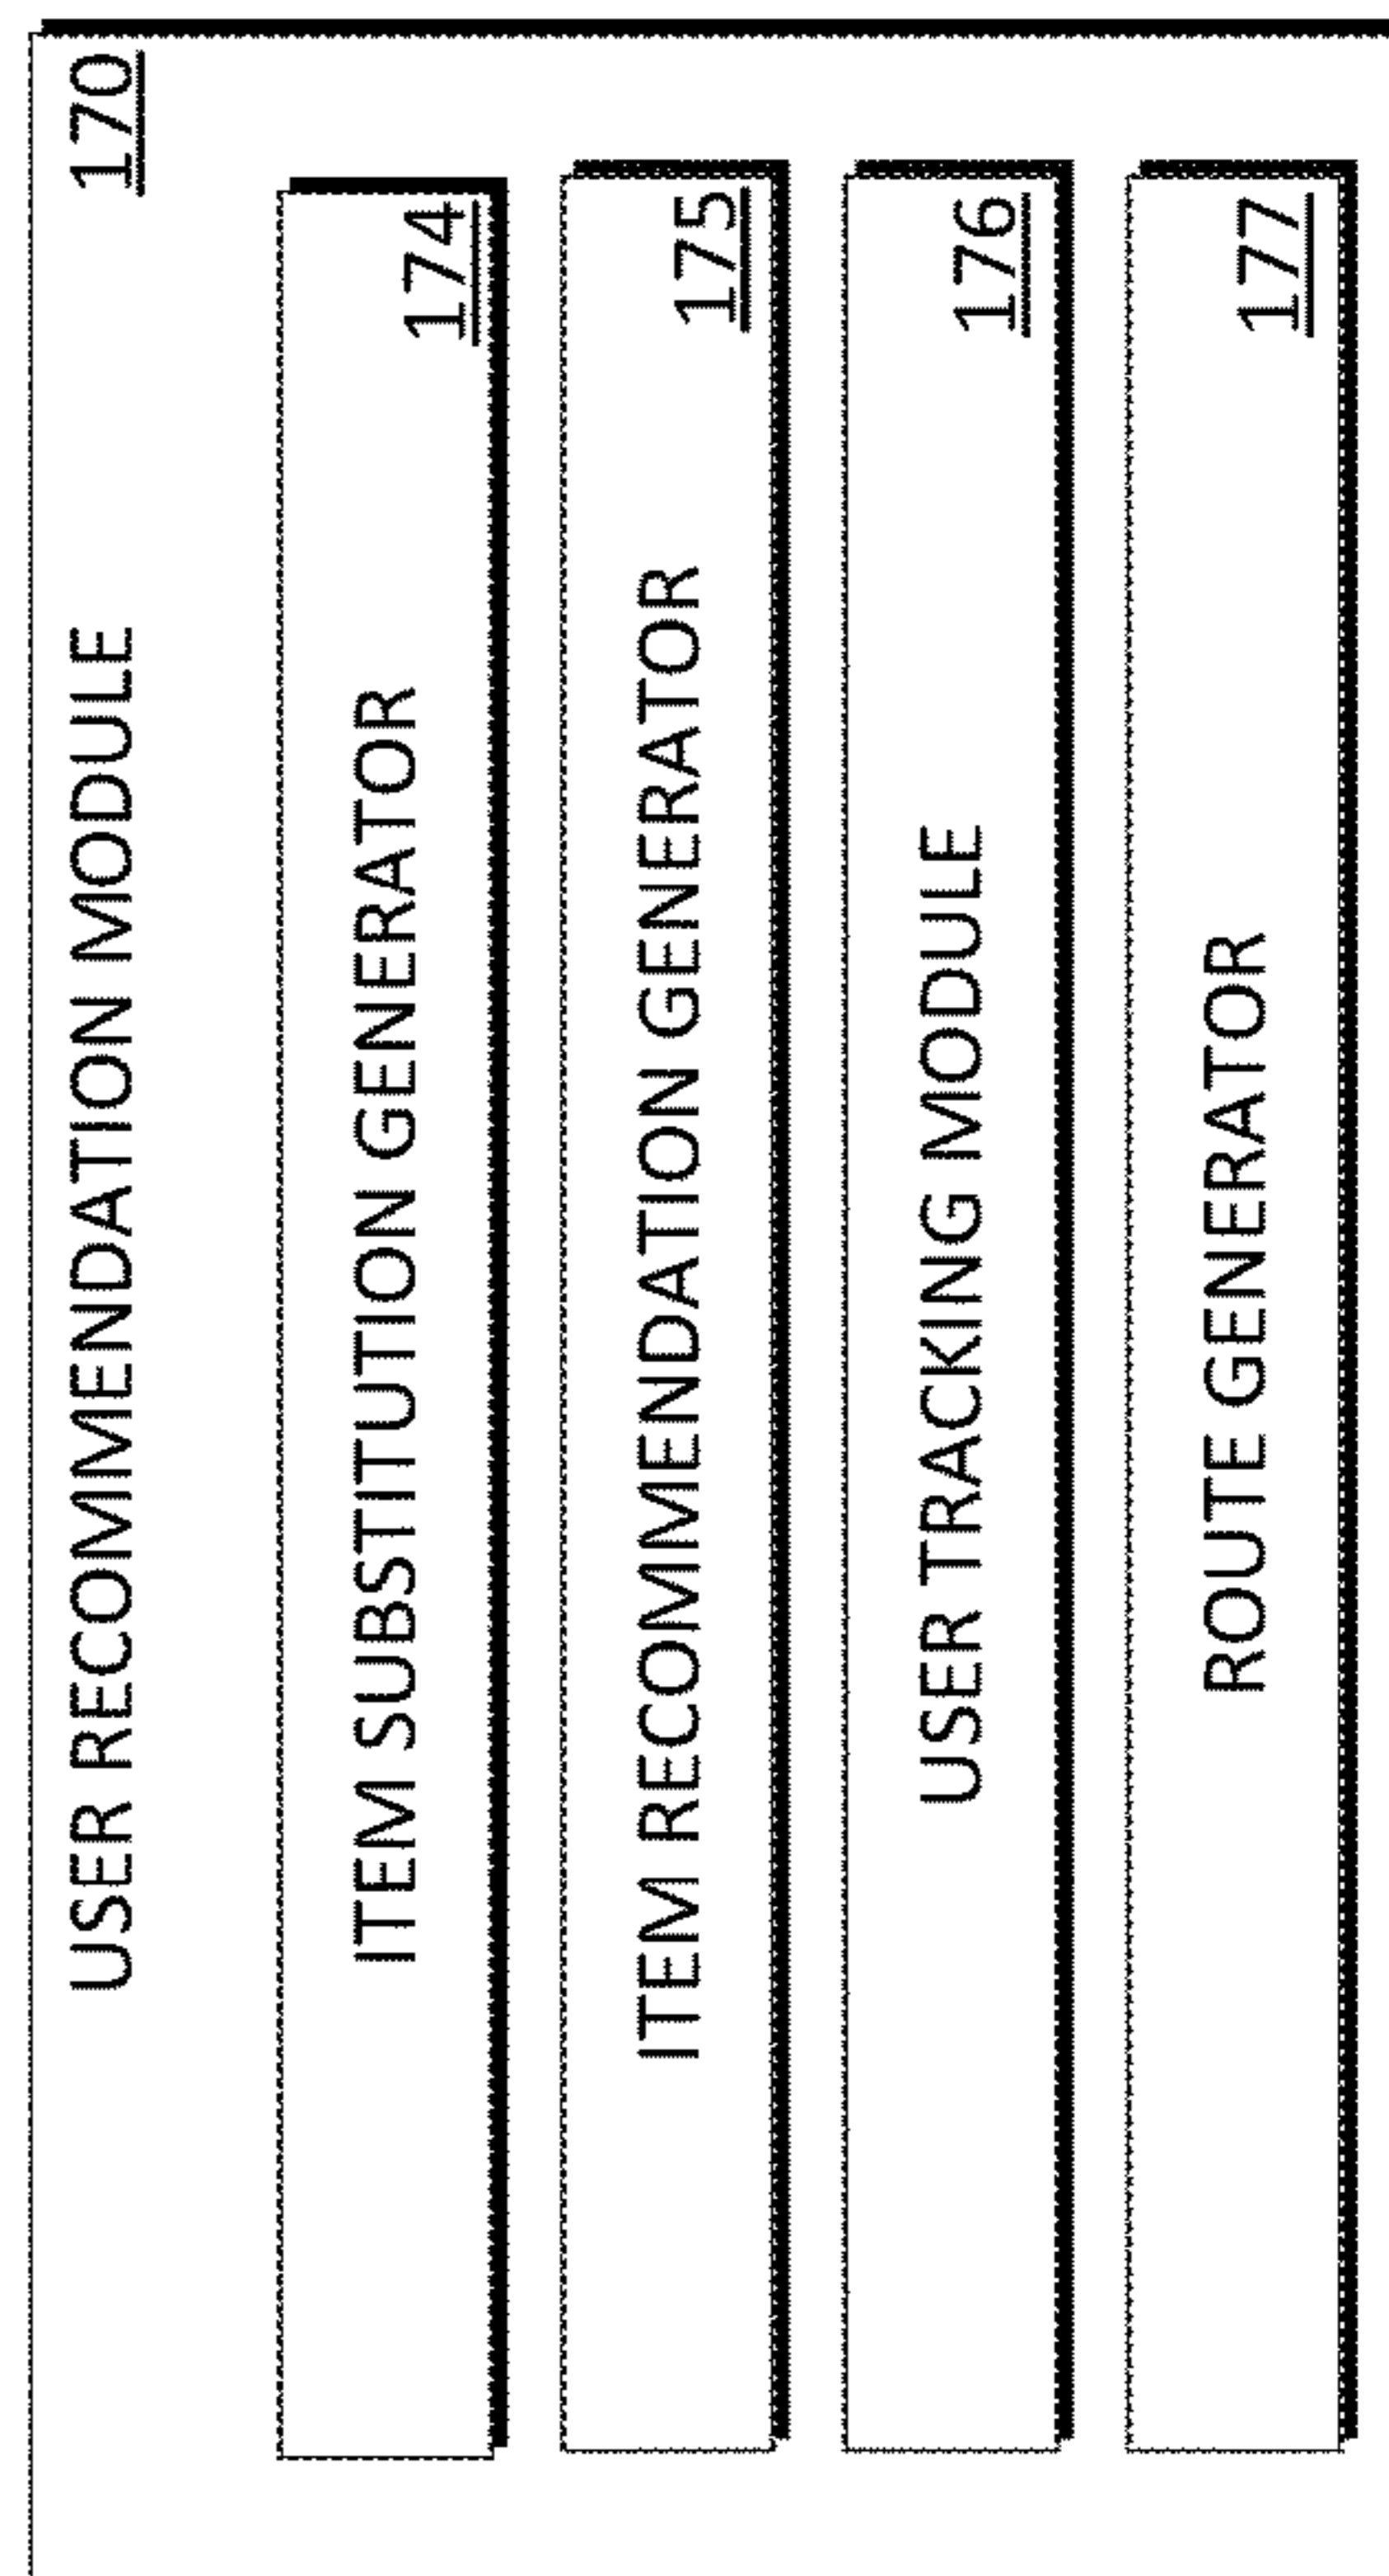 USER RECOMMENDATION MODULE 170
ITEM SUBSTITUTION GENERATOR
174
ITEM RECOMMENDATION GENERATOR
175
USER TRACKING MODULE
176
ROUTE GENERATOR
177